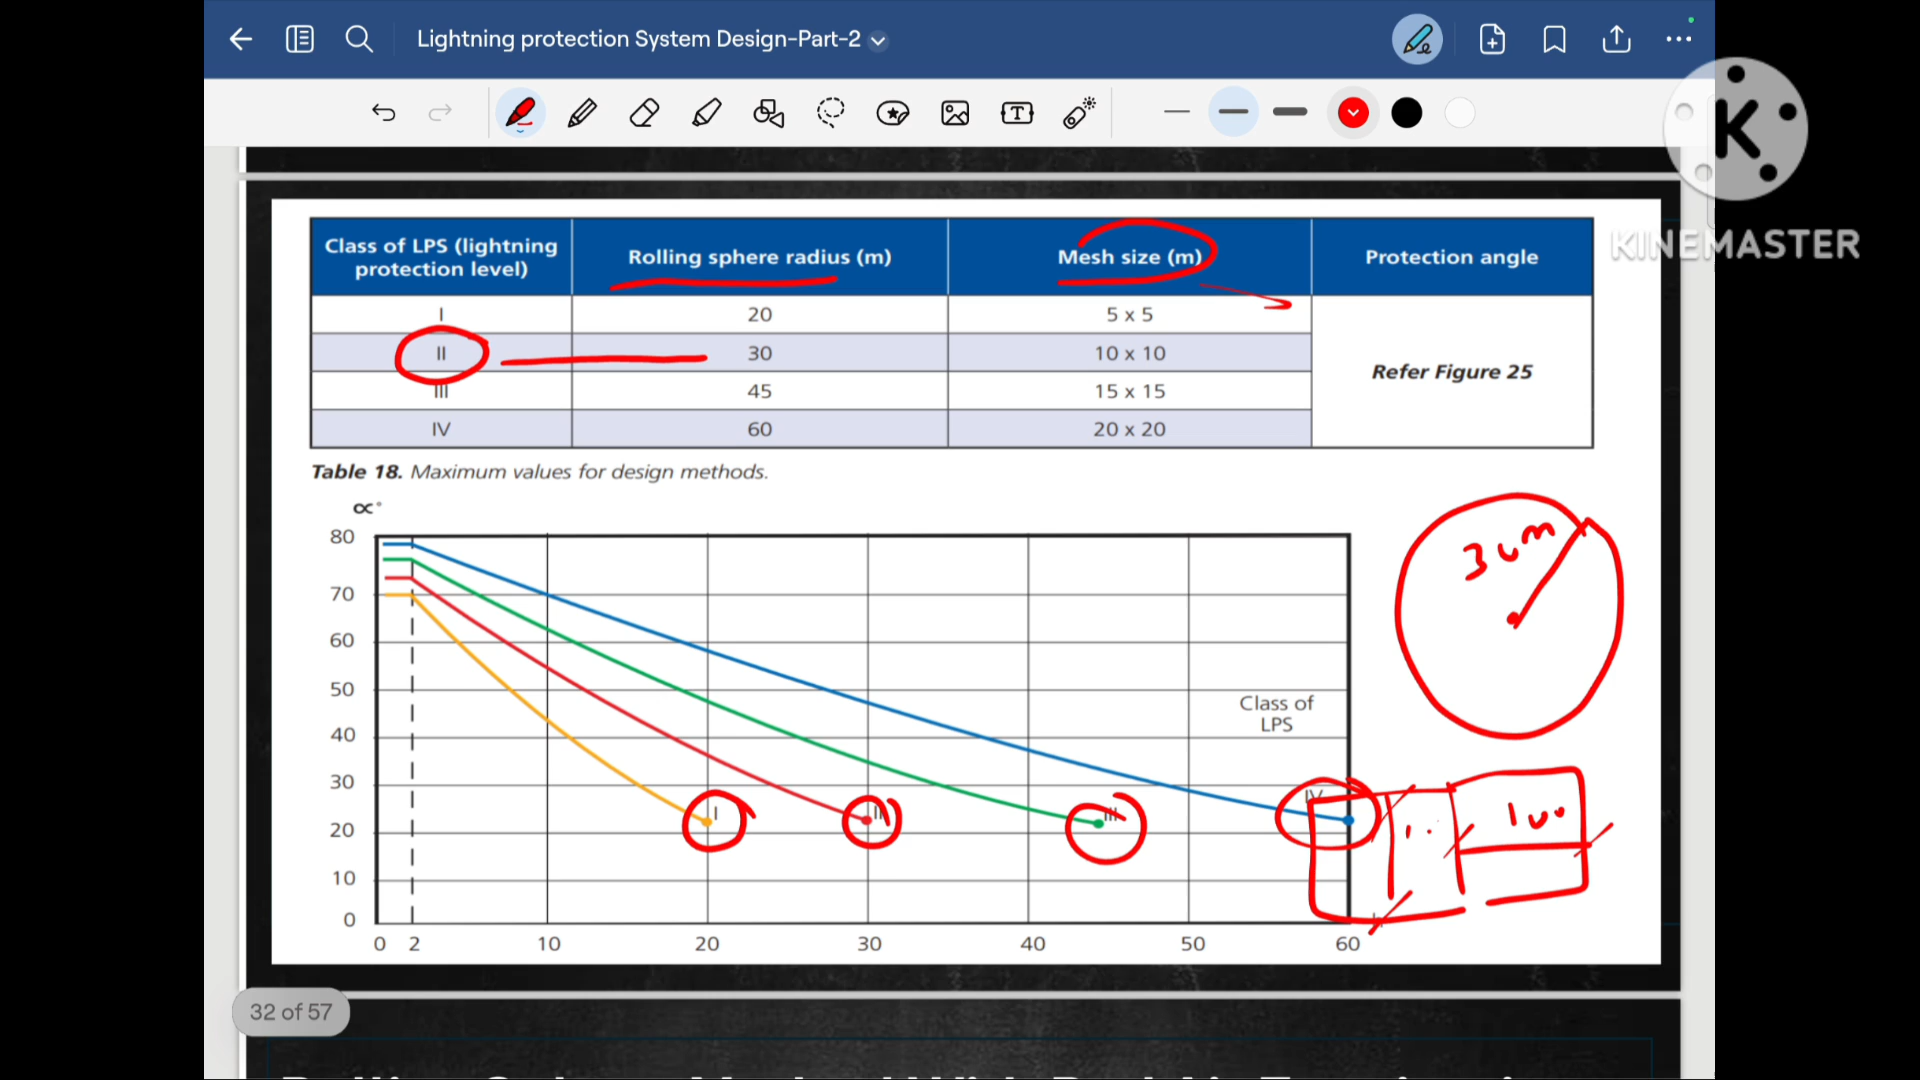 Lightning protection System Design-Part-2
KINEMASTER
Class of LPS (lightning protection level) Rolling sphere radius (m) Mesh size (m) Protection angle
I 20 5 x 5
II 30 10 x 10
Refer Figure 25
III 45 15 x 15
IV 60 20 x 20
Table 18. Maximum values for design methods.
∝°
80
70
60
50
40
30
20
10
0
0 2 10 20 30 40 50 60
Class of
LPS
I
II
III
IV
30m
100
32 of 57